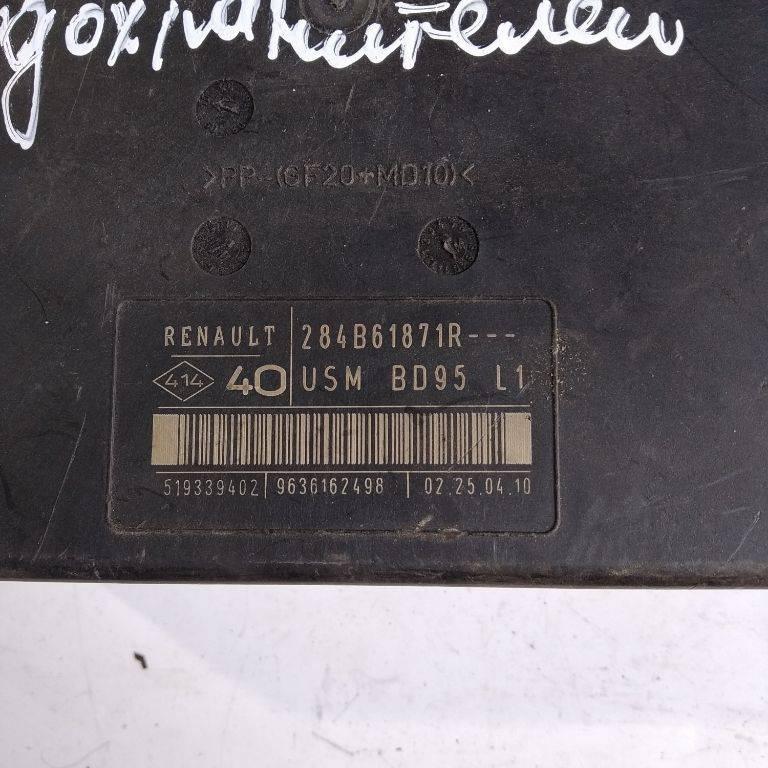 >PP-(GF20+MD10)<
RENAULT 284B61871R---
414 40 USM BD95 L1
519339402 9636162498 02.25.04.10